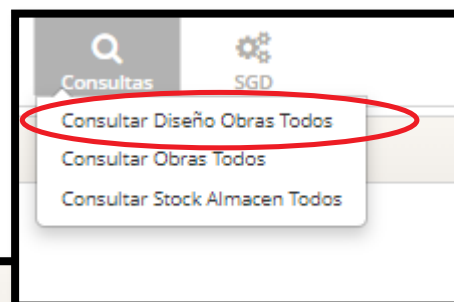 Consultas SGD
Consultar Diseño Obras Todos
Consultar Obras Todos
Consultar Stock Almacen Todos